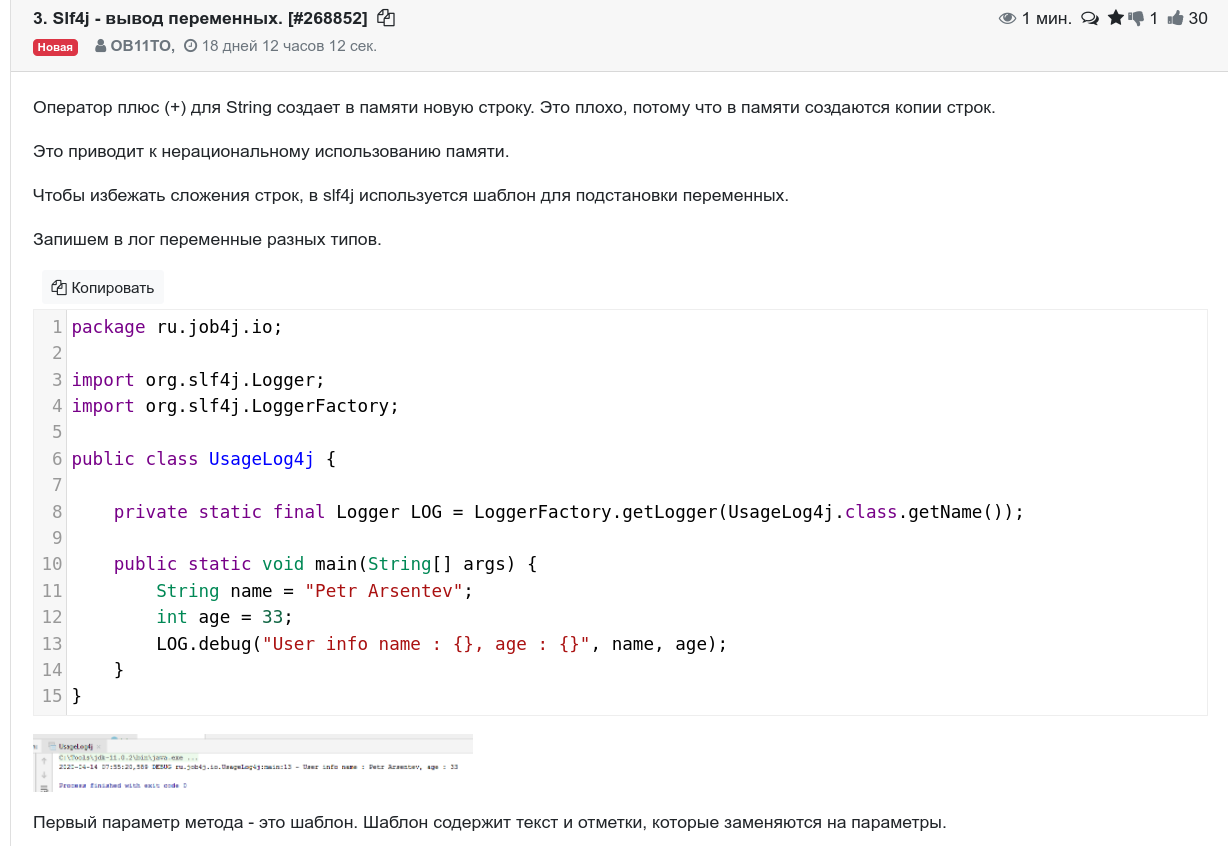 3. Slf4j - вывод переменных. [#268852]
1 мин. 1 30
Новая OB11TO, 18 дней 12 часов 12 сек.
Оператор плюс (+) для String создает в памяти новую строку. Это плохо, потому что в памяти создаются копии строк.
Это приводит к нерациональному использованию памяти.
Чтобы избежать сложения строк, в slf4j используется шаблон для подстановки переменных.
Запишем в лог переменные разных типов.
Копировать
1 package ru.job4j.io;
2
3 import org.slf4j.Logger;
4 import org.slf4j.LoggerFactory;
5
6 public class UsageLog4j {
7
8     private static final Logger LOG = LoggerFactory.getLogger(UsageLog4j.class.getName());
9
10     public static void main(String[] args) {
11         String name = "Petr Arsentev";
12         int age = 33;
13         LOG.debug("User info name : {}, age : {}", name, age);
14     }
15 }
UsageLog4j
C:\Tools\jdk-11.0.2\bin\java.exe ...
DEBUG ru.job4j.io.UsageLog4j:main:13 - User info name : Petr Arsentev, age : 33
Process finished with exit code 0
Первый параметр метода - это шаблон. Шаблон содержит текст и отметки, которые заменяются на параметры.